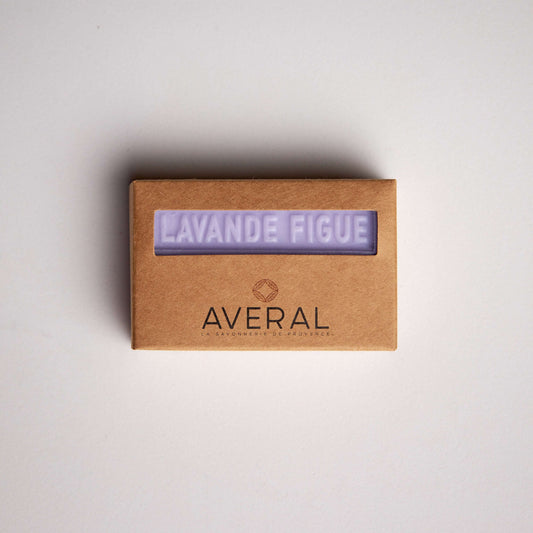 LAVANDE FIGUE
AVERAL
LA SAVONNERIE DE PROVENCE